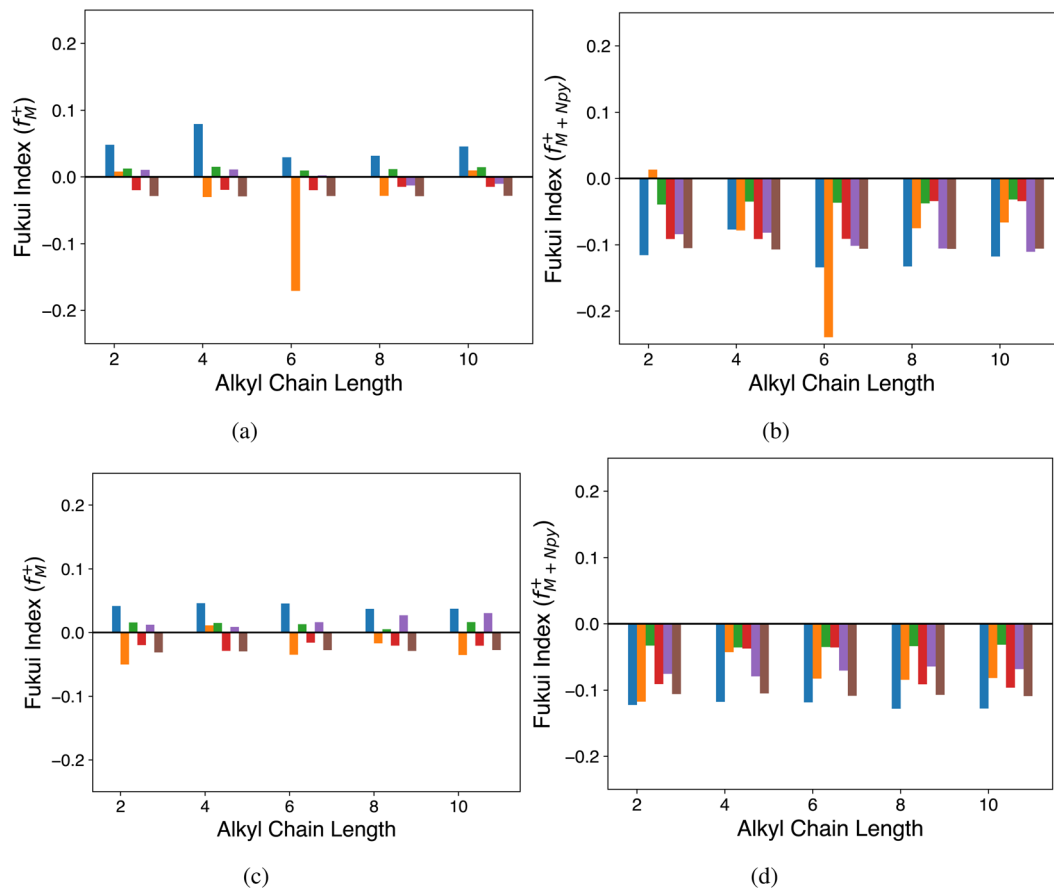 0.2
0.1
0.0
−0.1
−0.2
Fukui Index (f⁺_M)
2 4 6 8 10
Alkyl Chain Length
(a)
0.2
0.1
0.0
−0.1
−0.2
Fukui Index (f⁺_{M + Npy})
2 4 6 8 10
Alkyl Chain Length
(b)
0.2
0.1
0.0
−0.1
−0.2
Fukui Index (f⁺_M)
2 4 6 8 10
Alkyl Chain Length
(c)
0.2
0.1
0.0
−0.1
−0.2
Fukui Index (f⁺_{M + Npy})
2 4 6 8 10
Alkyl Chain Length
(d)